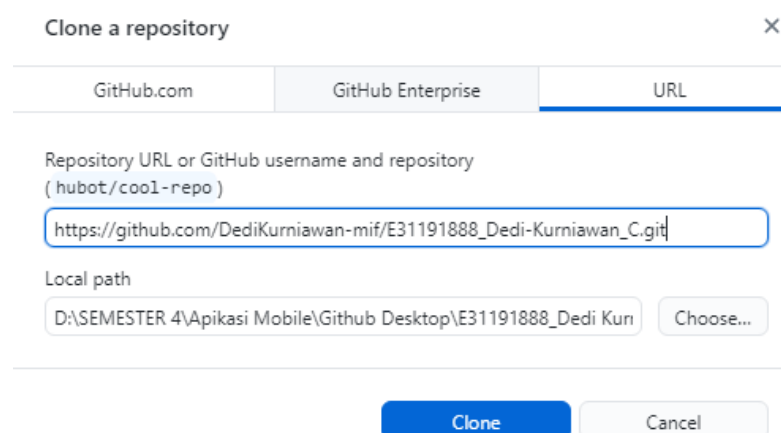 Clone a repository
GitHub.com GitHub Enterprise URL
Repository URL or GitHub username and repository
(hubot/cool-repo)
https://github.com/DediKurniawan-mif/E31191888_Dedi-Kurniawan_C.git
Local path
D:\SEMESTER 4\Apikasi Mobile\Github Desktop\E31191888_Dedi Choose...
Clone Cancel